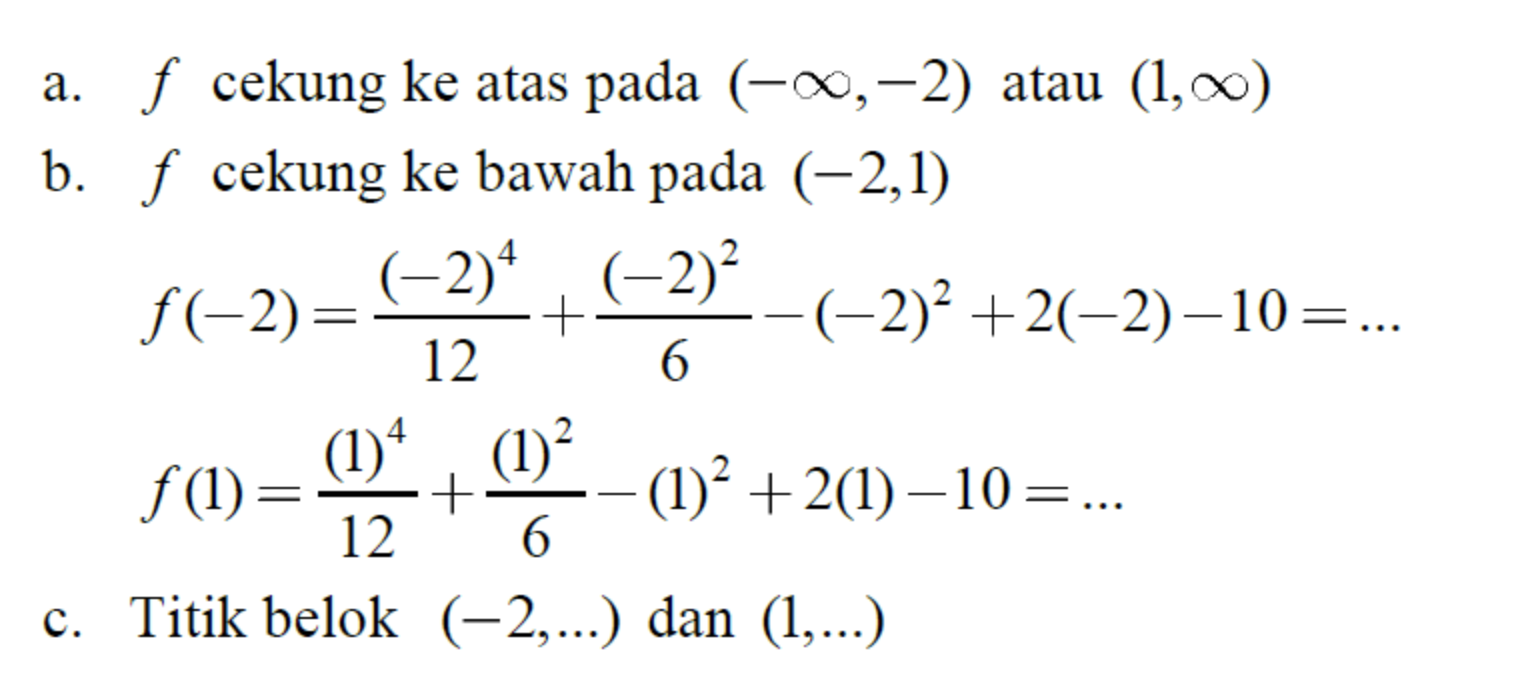 a. f cekung ke atas pada (−∞,−2) atau (1,∞)
b. f cekung ke bawah pada (−2,1)
f(−2) = (−2)⁴/12 + (−2)²/6 − (−2)² + 2(−2) − 10 = ...
f(1) = (1)⁴/12 + (1)²/6 − (1)² + 2(1) − 10 = ...
c. Titik belok (−2,...) dan (1,...)